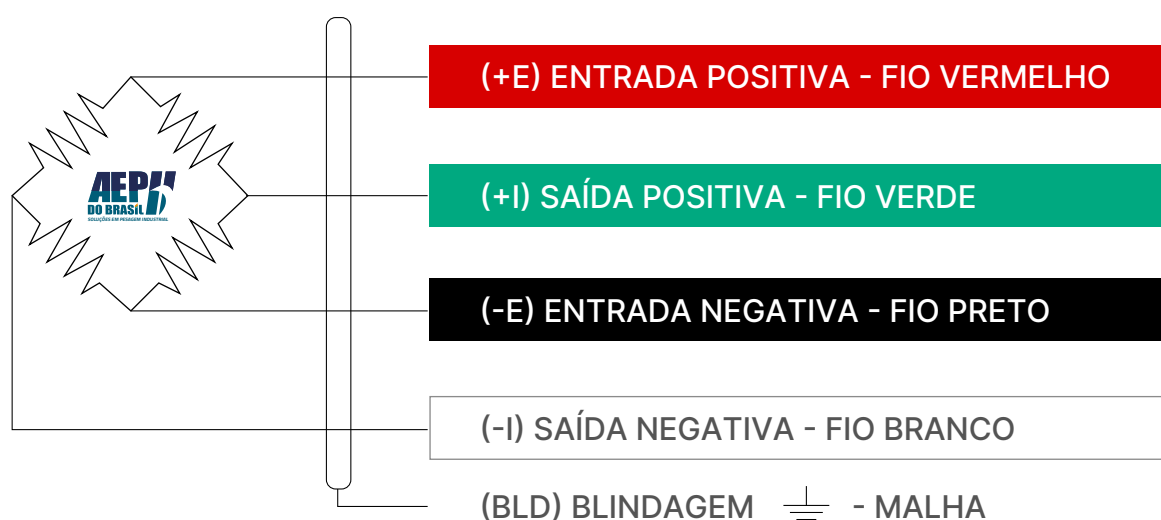 (+E) ENTRADA POSITIVA - FIO VERMELHO
(+I) SAÍDA POSITIVA - FIO VERDE
AEPH
DO BRASIL
SOLUÇÕES EM PESAGEM INDUSTRIAL
(-E) ENTRADA NEGATIVA - FIO PRETO
(-I) SAÍDA NEGATIVA - FIO BRANCO
(BLD) BLINDAGEM - MALHA